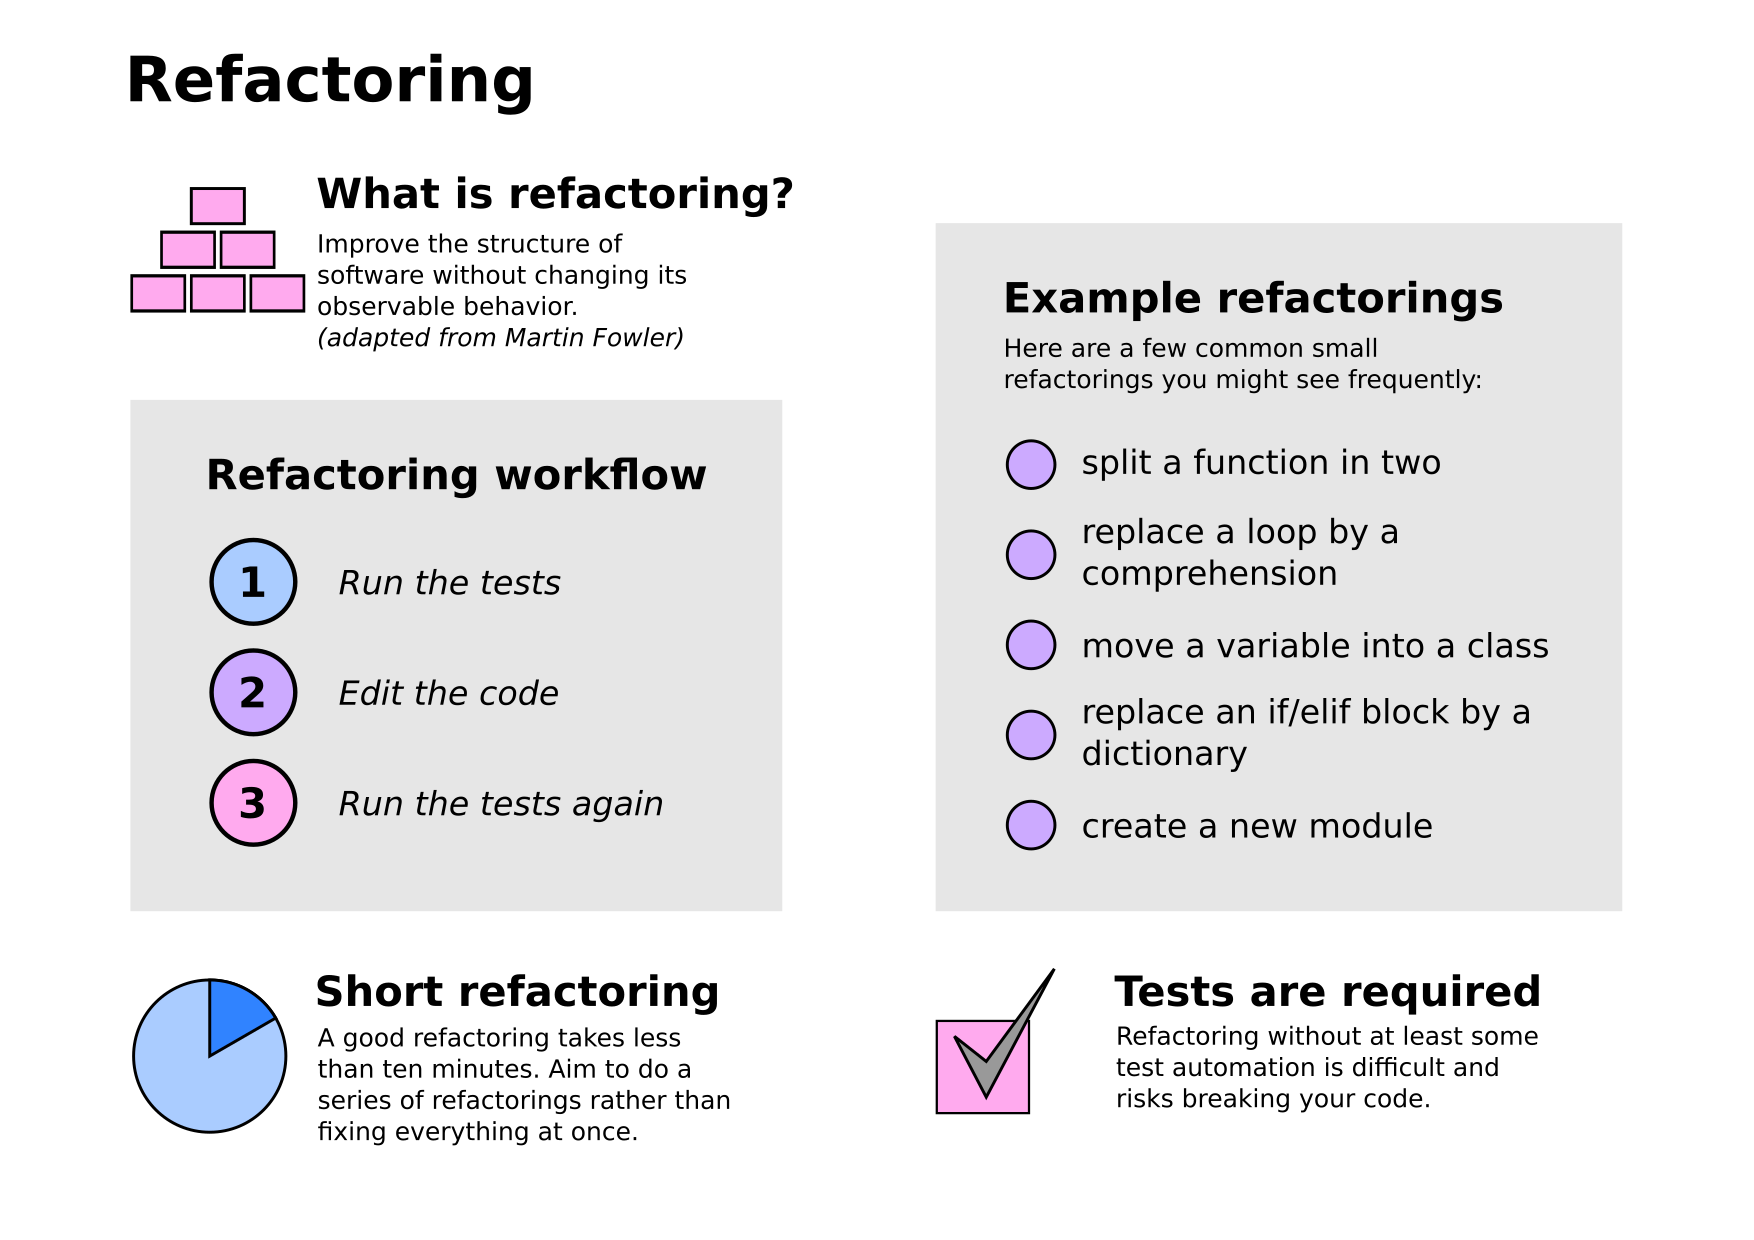 Refactoring
What is refactoring?
Improve the structure of
software without changing its
observable behavior.
(adapted from Martin Fowler)
Refactoring workflow
1 Run the tests
2 Edit the code
3 Run the tests again
Example refactorings
Here are a few common small
refactorings you might see frequently:
split a function in two
replace a loop by a
comprehension
move a variable into a class
replace an if/elif block by a
dictionary
create a new module
Short refactoring
A good refactoring takes less
than ten minutes. Aim to do a
series of refactorings rather than
fixing everything at once.
Tests are required
Refactoring without at least some
test automation is difficult and
risks breaking your code.